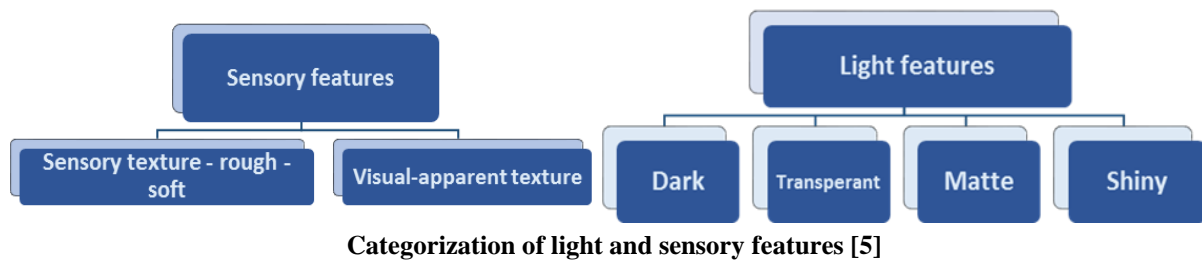 Sensory features
Sensory texture - rough -
soft
Visual-apparent texture
Light features
Dark
Transperant
Matte
Shiny
Categorization of light and sensory features [5]